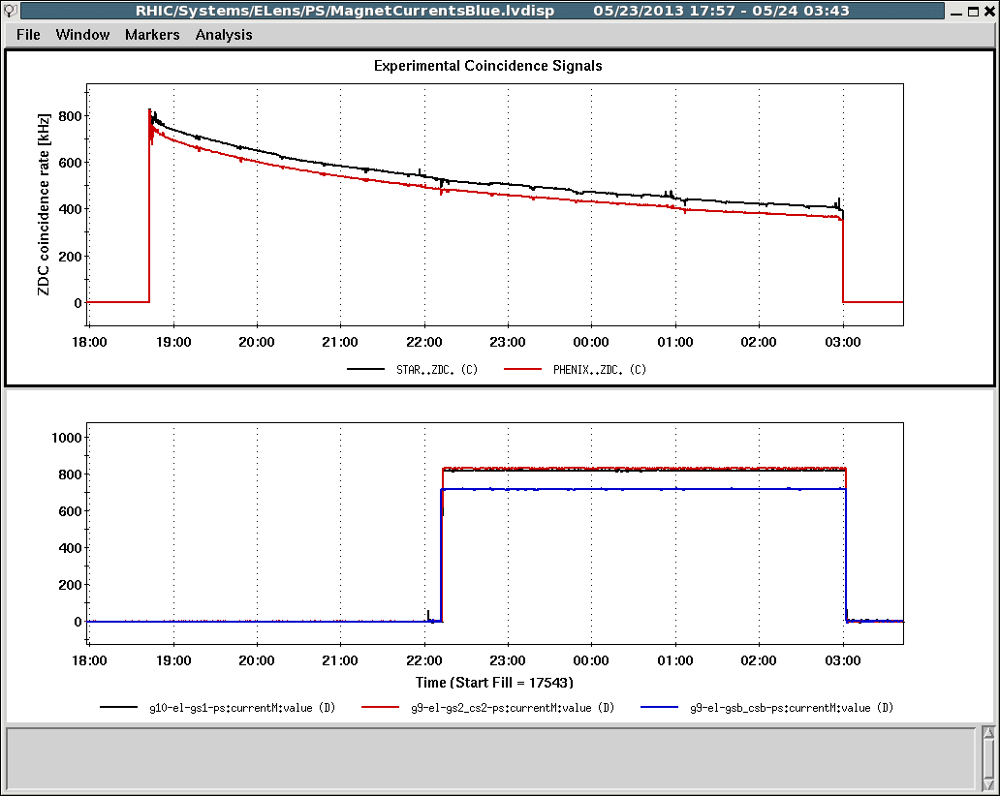 RHIC/Systems/ELens/PS/MagnetCurrentsBlue.lvdisp 05/23/2013 17:57 - 05/24 03:43
File Window Markers Analysis
Experimental Coincidence Signals
ZDC coincidence rate [kHz]
800
600
400
200
0
18:00 19:00 20:00 21:00 22:00 23:00 00:00 01:00 02:00 03:00
STAR..ZDC. (C) PHENIX..ZDC. (C)
1000
800
600
400
200
0
18:00 19:00 20:00 21:00 22:00 23:00 00:00 01:00 02:00 03:00
Time (Start Fill = 17543)
g10-el-gs1-ps:currentM:value (D) g9-el-gs2_cs2-ps:currentM:value (D) g9-el-gsb_csb-ps:currentM:value (D)